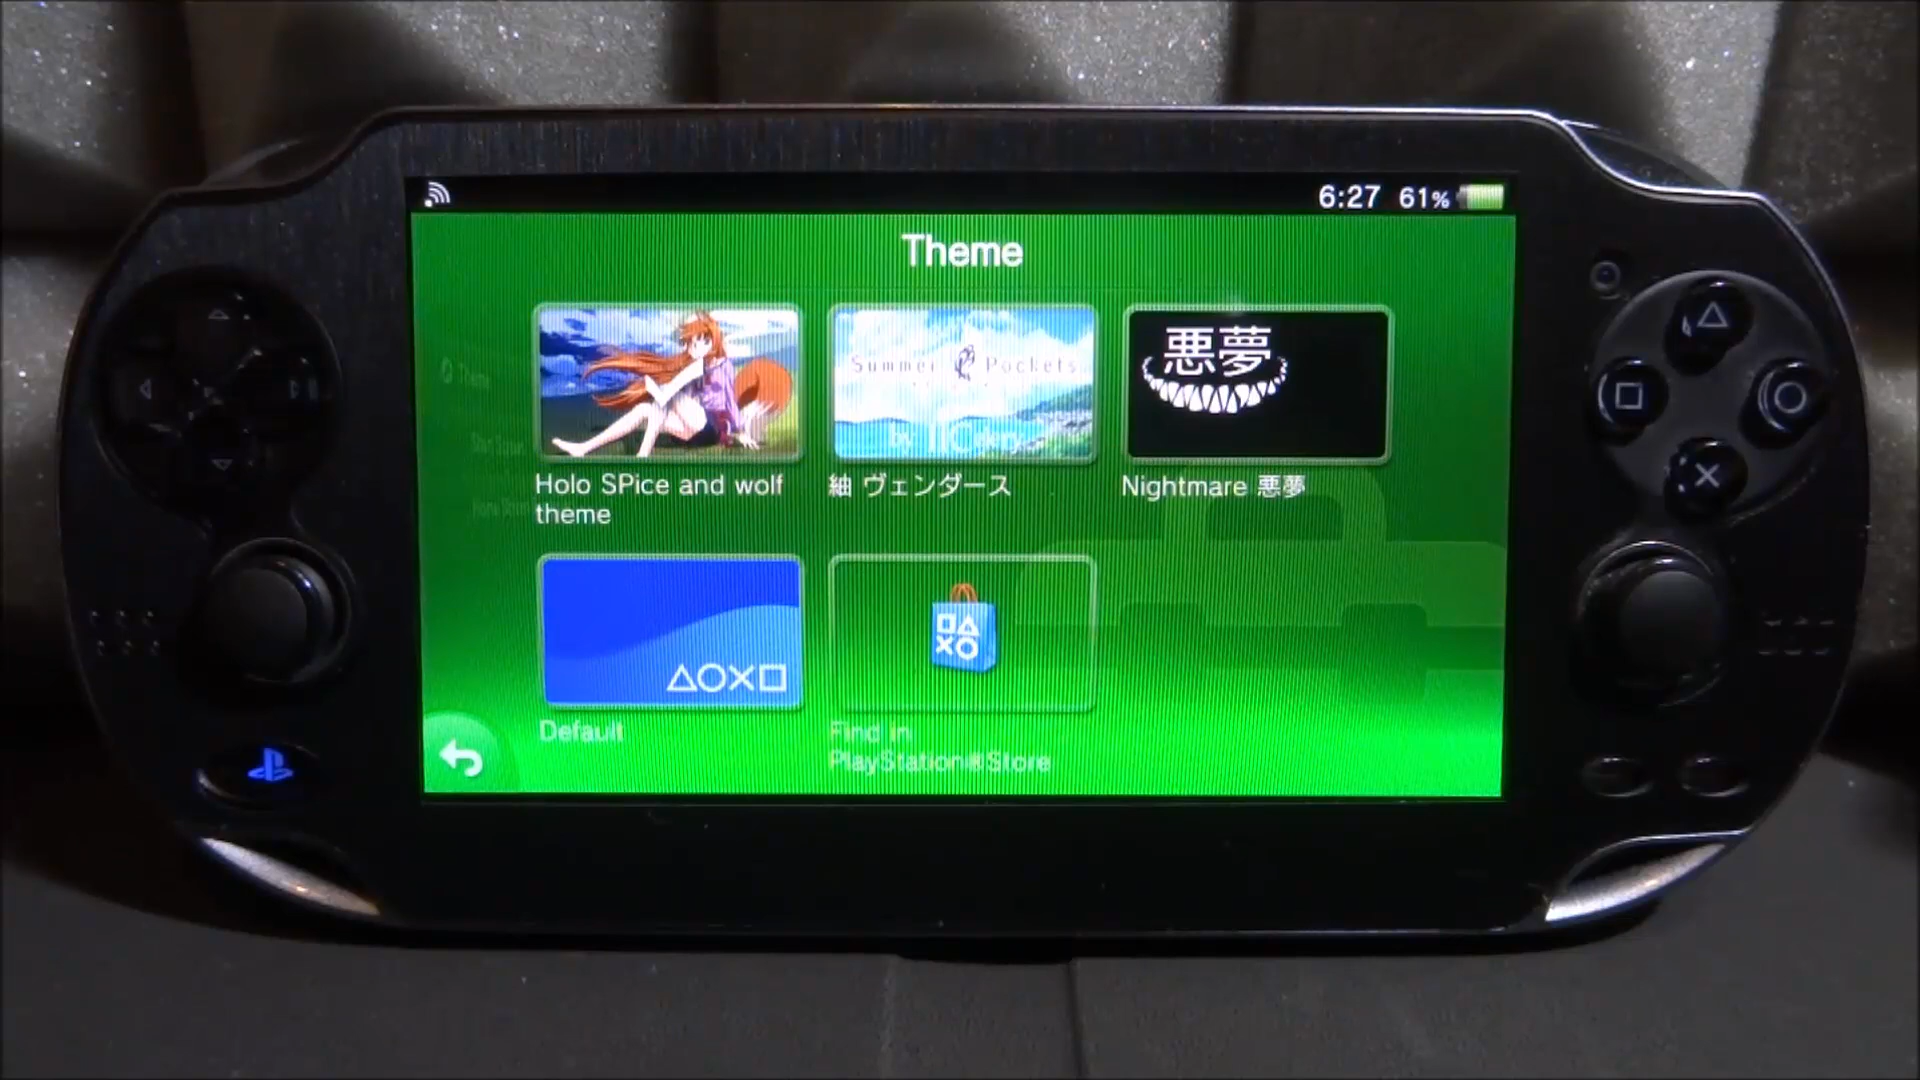 6:27 61%
Theme
Theme
Summer Pockets
悪夢
Holo SPice and wolf
theme
紬 ヴェンダース
Nightmare 悪夢
Default
Find in
PlayStation®Store